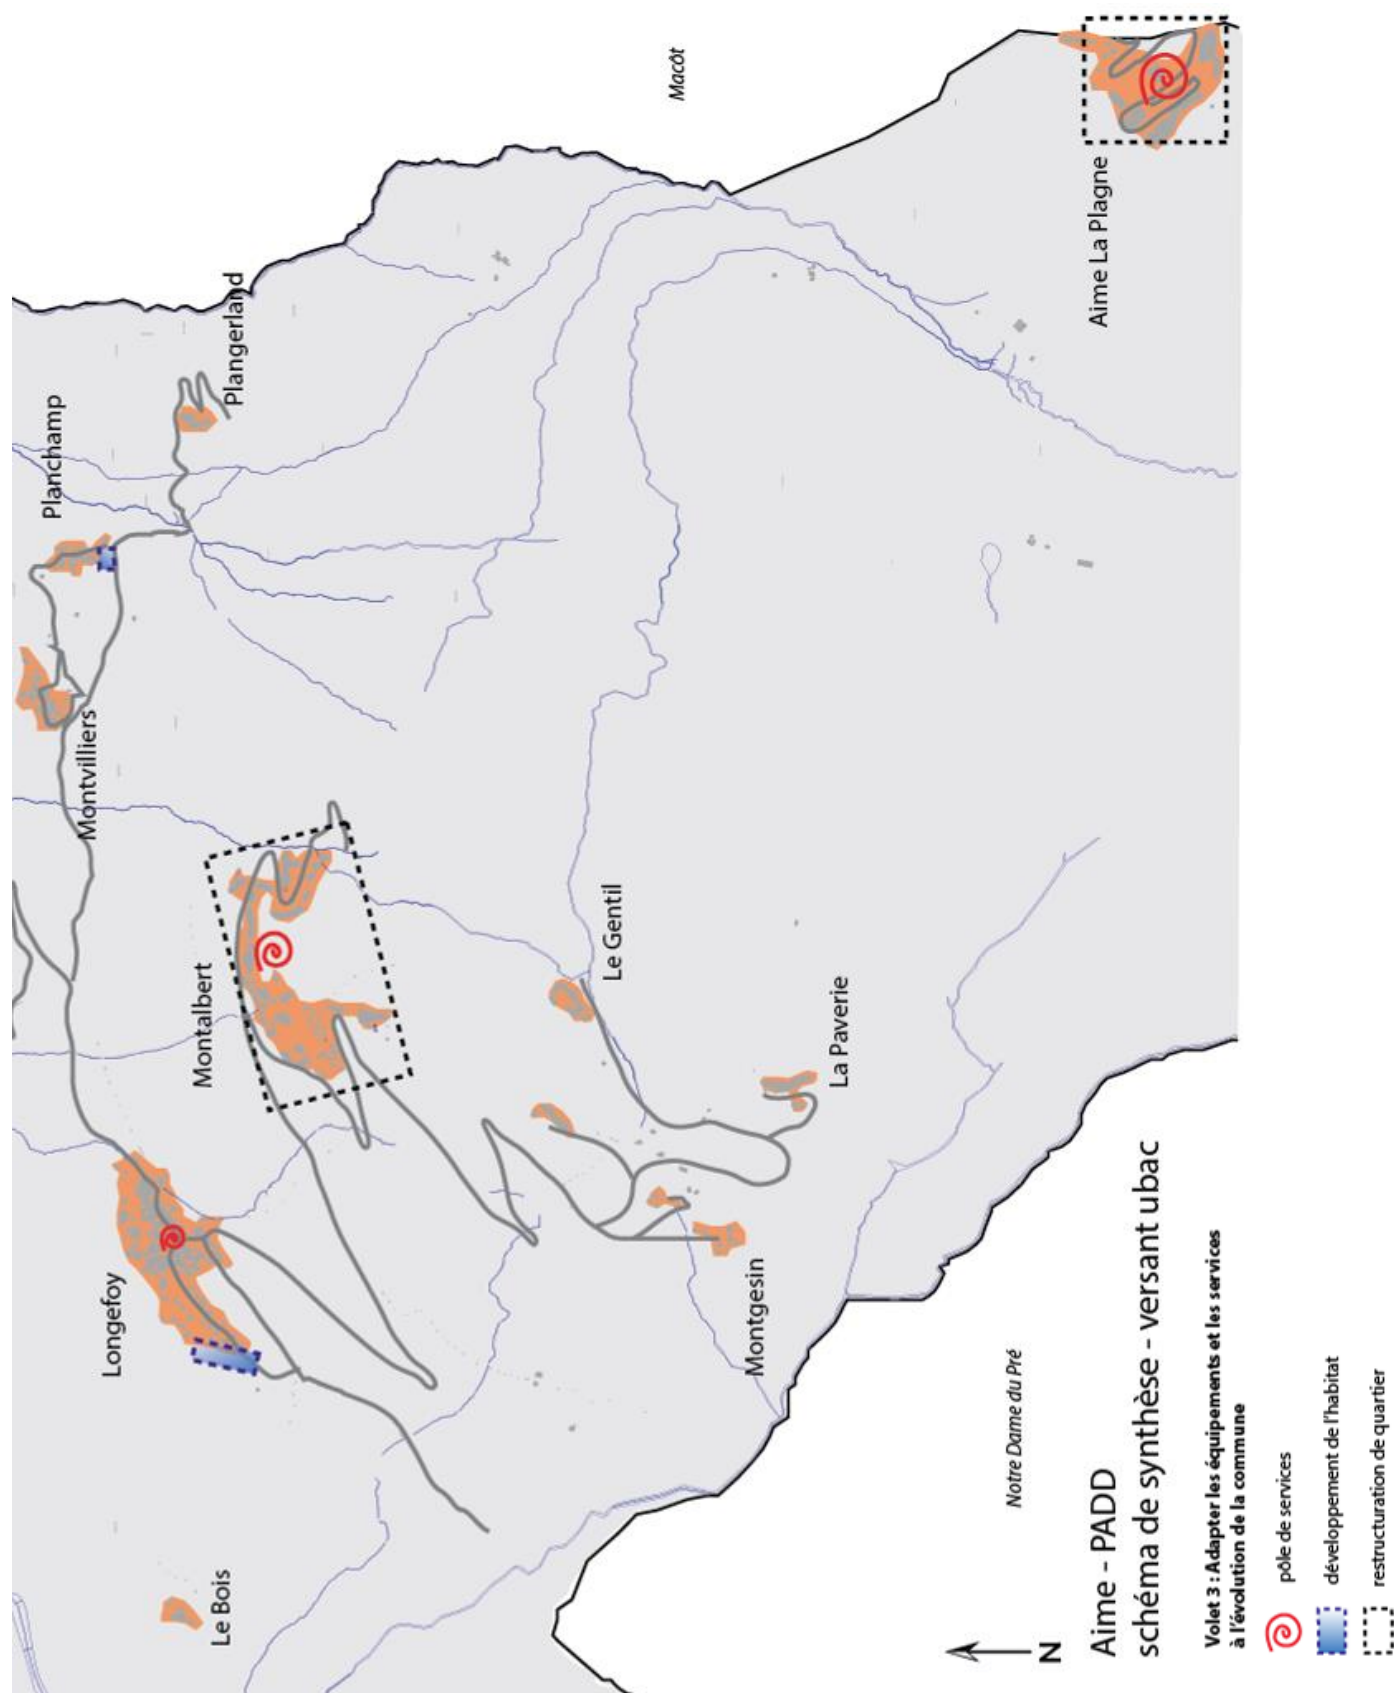 Planchamp
Plangerland
Montvilliers
Macôt
Longefoy
Montalbert
Le Bois
Le Gentil
La Paverie
Montgesin
Aime La Plagne
Notre Dame du Pré
N
Aime - PADD
schéma de synthèse - versant ubac
Volet 3 : Adapter les équipements et les services
à l'évolution de la commune
pôle de services
développement de l'habitat
restructuration de quartier